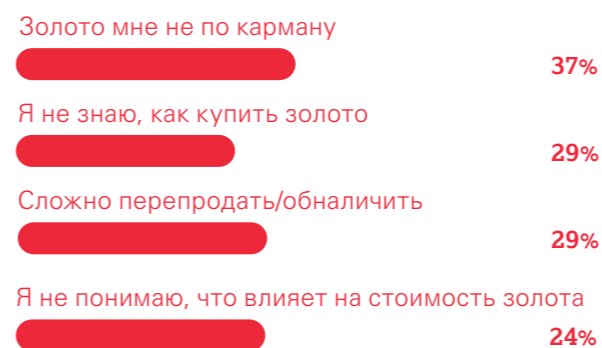 Золото мне не по карману
37%
Я не знаю, как купить золото
29%
Сложно перепродать/обналичить
29%
Я не понимаю, что влияет на стоимость золота
24%